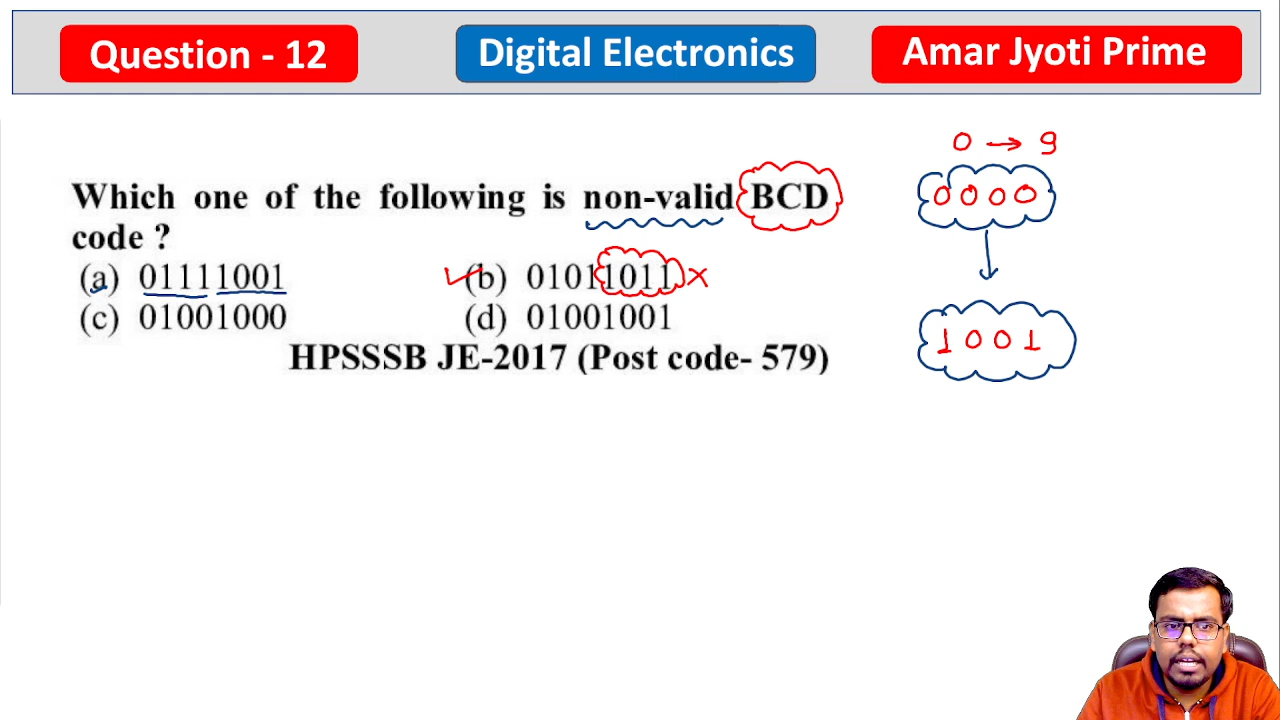 Question - 12
Digital Electronics
Amar Jyoti Prime
0 → 9
0000
Which one of the following is non-valid BCD
code ?
(a) 01111001
(b) 01011011 ×
(c) 01001000
(d) 01001001
1001
HPSSSB JE-2017 (Post code- 579)